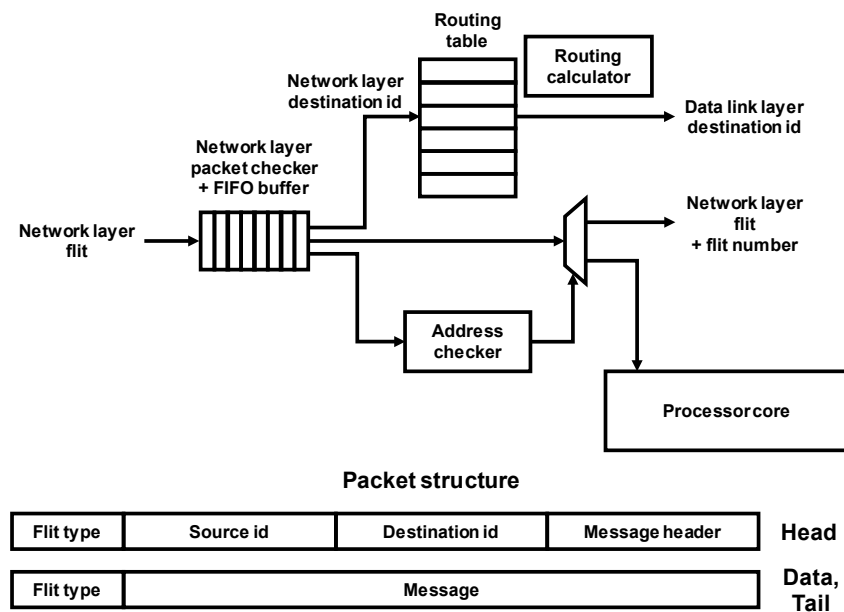 Routing
table
Routing
calculator
Network layer
destination id
Data link layer
destination id
Network layer
packet checker
+ FIFO buffer
Network layer
flit
Network layer
flit
+ flit number
Address
checker
Processor core
Packet structure
Flit type Source id Destination id Message header Head
Flit type Message Data,
Tail